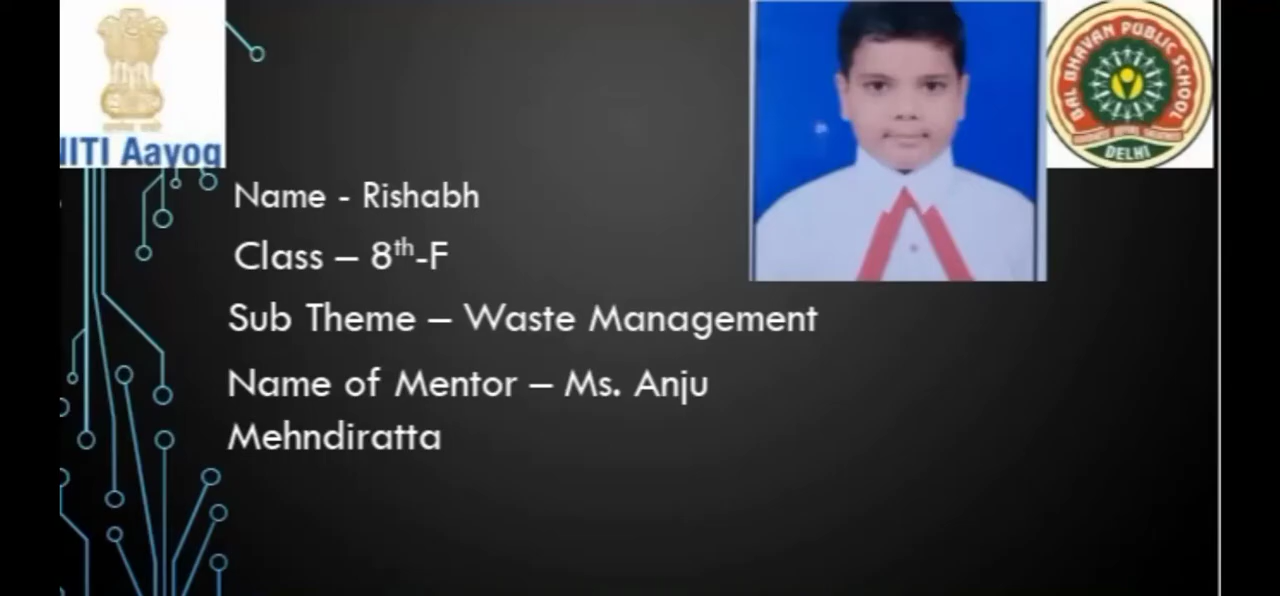 NITI Aayog
BAL BHAVAN PUBLIC SCHOOL
DELHI
Name - Rishabh
Class – 8th-F
Sub Theme – Waste Management
Name of Mentor – Ms. Anju
Mehndiratta